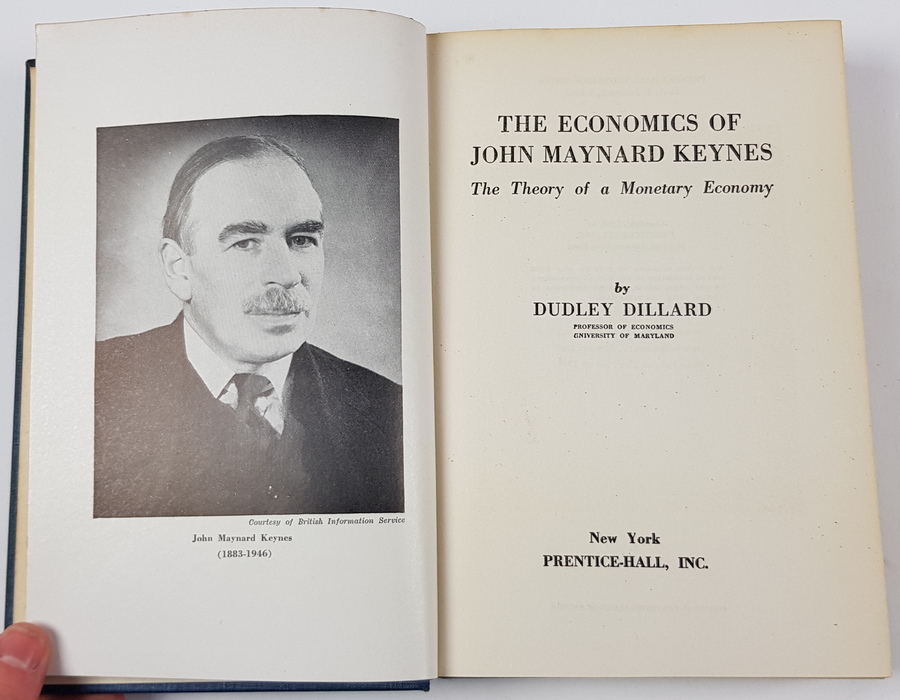 Courtesy of British Information Service
John Maynard Keynes
(1883-1946)
THE ECONOMICS OF
JOHN MAYNARD KEYNES
The Theory of a Monetary Economy
by
DUDLEY DILLARD
PROFESSOR OF ECONOMICS
UNIVERSITY OF MARYLAND
New York
PRENTICE-HALL, INC.